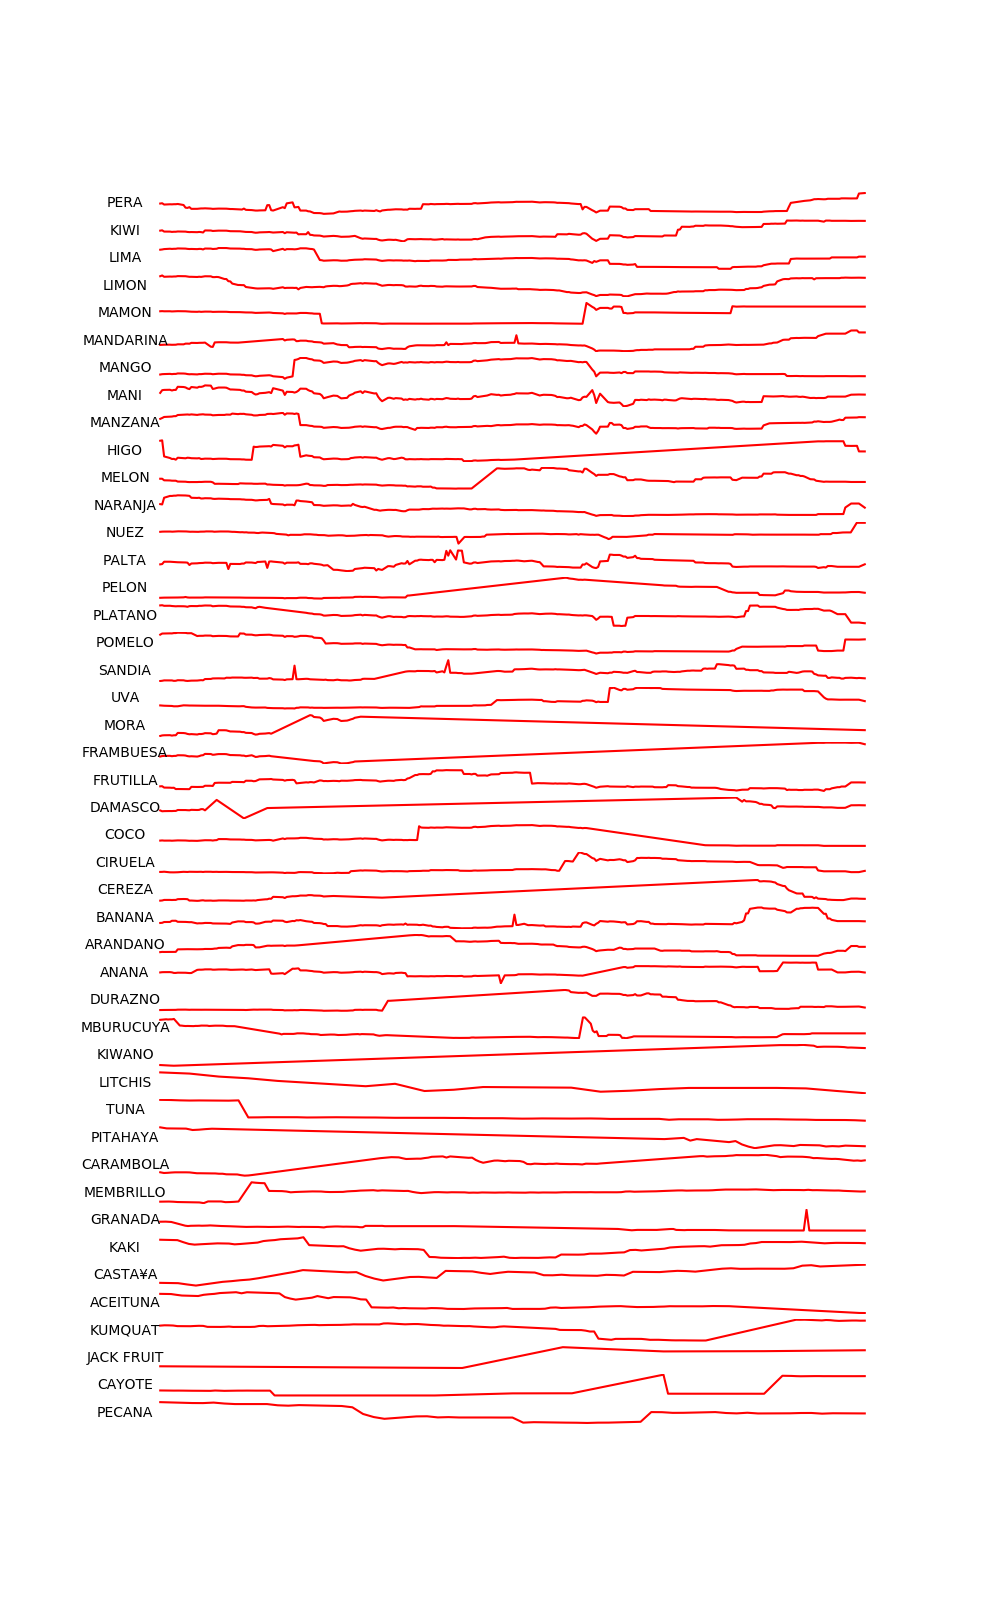 PERA
KIWI
LIMA
LIMON
MAMON
MANDARINA
MANGO
MANI
MANZANA
HIGO
MELON
NARANJA
NUEZ
PALTA
PELON
PLATANO
POMELO
SANDIA
UVA
MORA
FRAMBUESA
FRUTILLA
DAMASCO
COCO
CIRUELA
CEREZA
BANANA
ARANDANO
ANANA
DURAZNO
MBURUCUYA
KIWANO
LITCHIS
TUNA
PITAHAYA
CARAMBOLA
MEMBRILLO
GRANADA
KAKI
CASTA¥A
ACEITUNA
KUMQUAT
JACK FRUIT
CAYOTE
PECANA